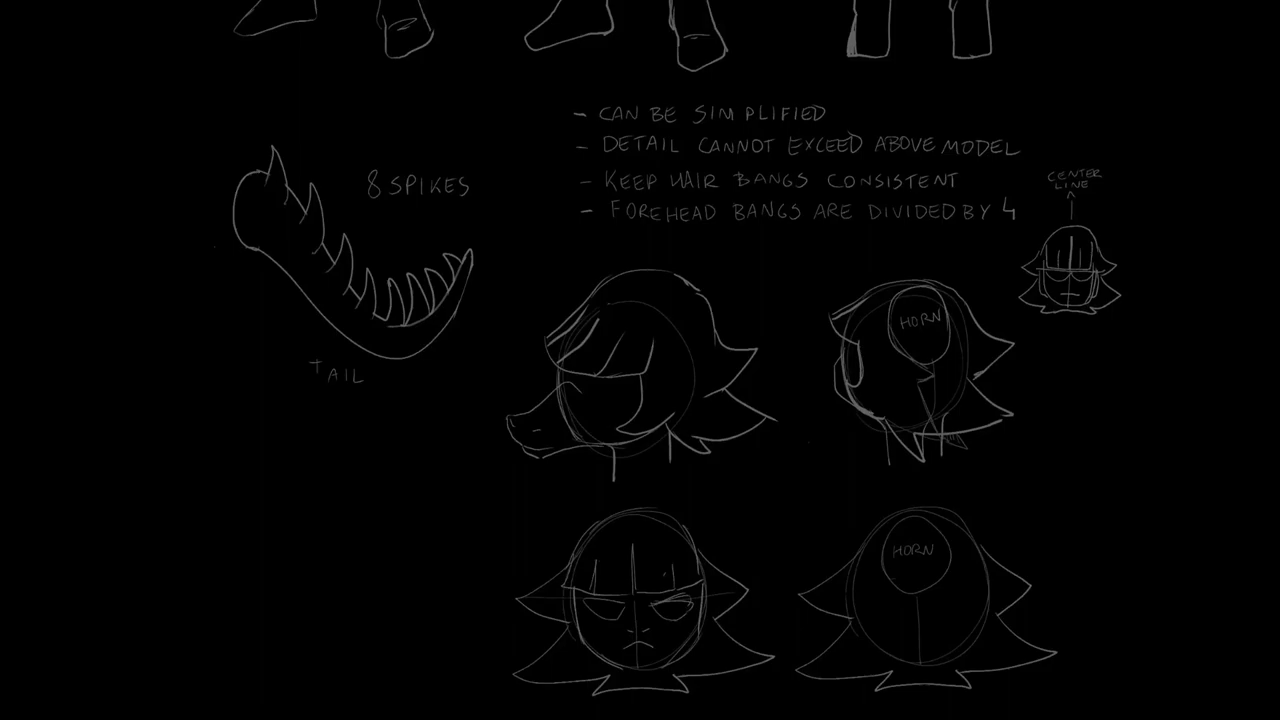 - CAN BE SIMPLIFIED
- DETAIL CANNOT EXCEED ABOVE MODEL
8 SPIKES
- KEEP HAIR BANGS CONSISTENT
- FOREHEAD BANGS ARE DIVIDED BY 4
CENTER
LINE
^
TAIL
HORN
HORN